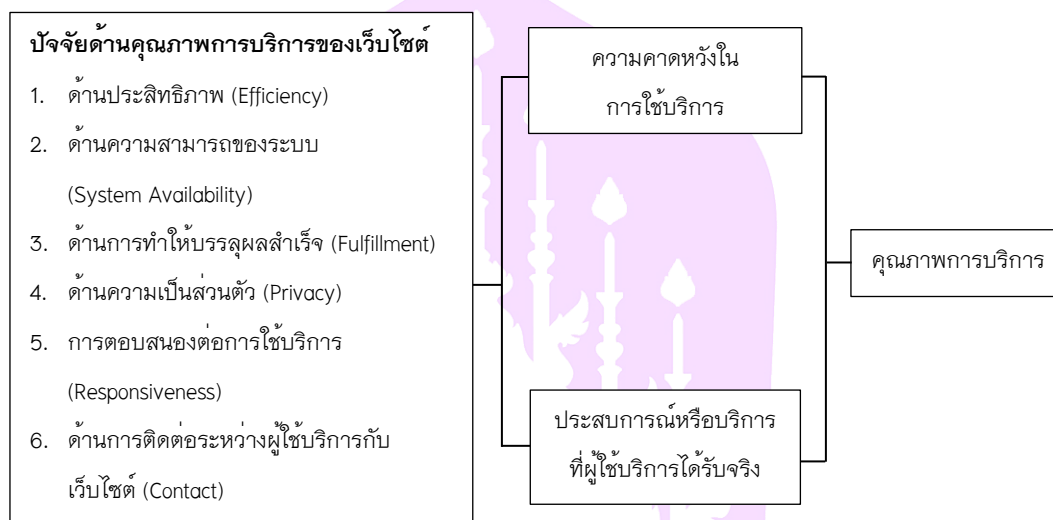 ปัจจัยด้านคุณภาพการบริการของเว็บไซต์
1. ด้านประสิทธิภาพ (Efficiency)
2. ด้านความสามารถของระบบ
(System Availability)
3. ด้านการทำให้บรรลุผลสำเร็จ (Fulfillment)
4. ด้านความเป็นส่วนตัว (Privacy)
5. การตอบสนองต่อการใช้บริการ
(Responsiveness)
6. ด้านการติดต่อระหว่างผู้ใช้บริการกับ
เว็บไซต์ (Contact)
ความคาดหวังใน
การใช้บริการ
ประสบการณ์หรือบริการ
ที่ผู้ใช้บริการได้รับจริง
คุณภาพการบริการ